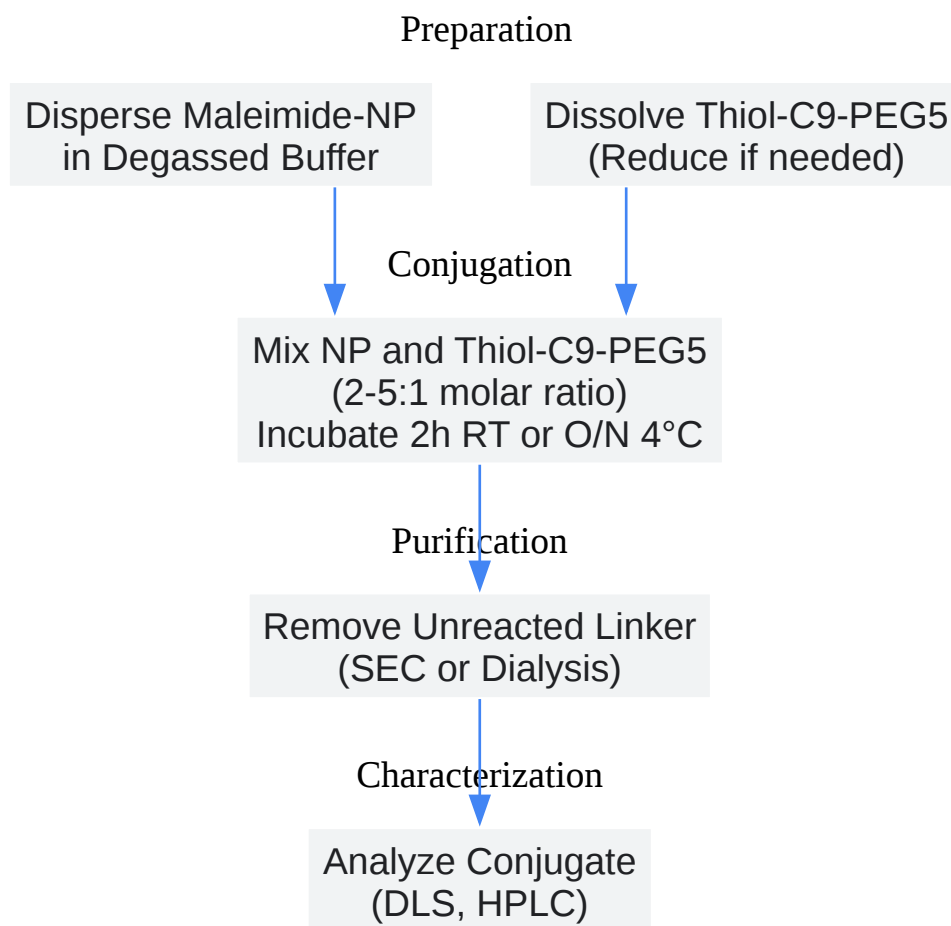 Preparation
Disperse Maleimide-NP
in Degassed Buffer
Dissolve Thiol-C9-PEG5
(Reduce if needed)
Conjugation
Mix NP and Thiol-C9-PEG5
(2-5:1 molar ratio)
Incubate 2h RT or O/N 4°C
Purification
Remove Unreacted Linker
(SEC or Dialysis)
Characterization
Analyze Conjugate
(DLS, HPLC)